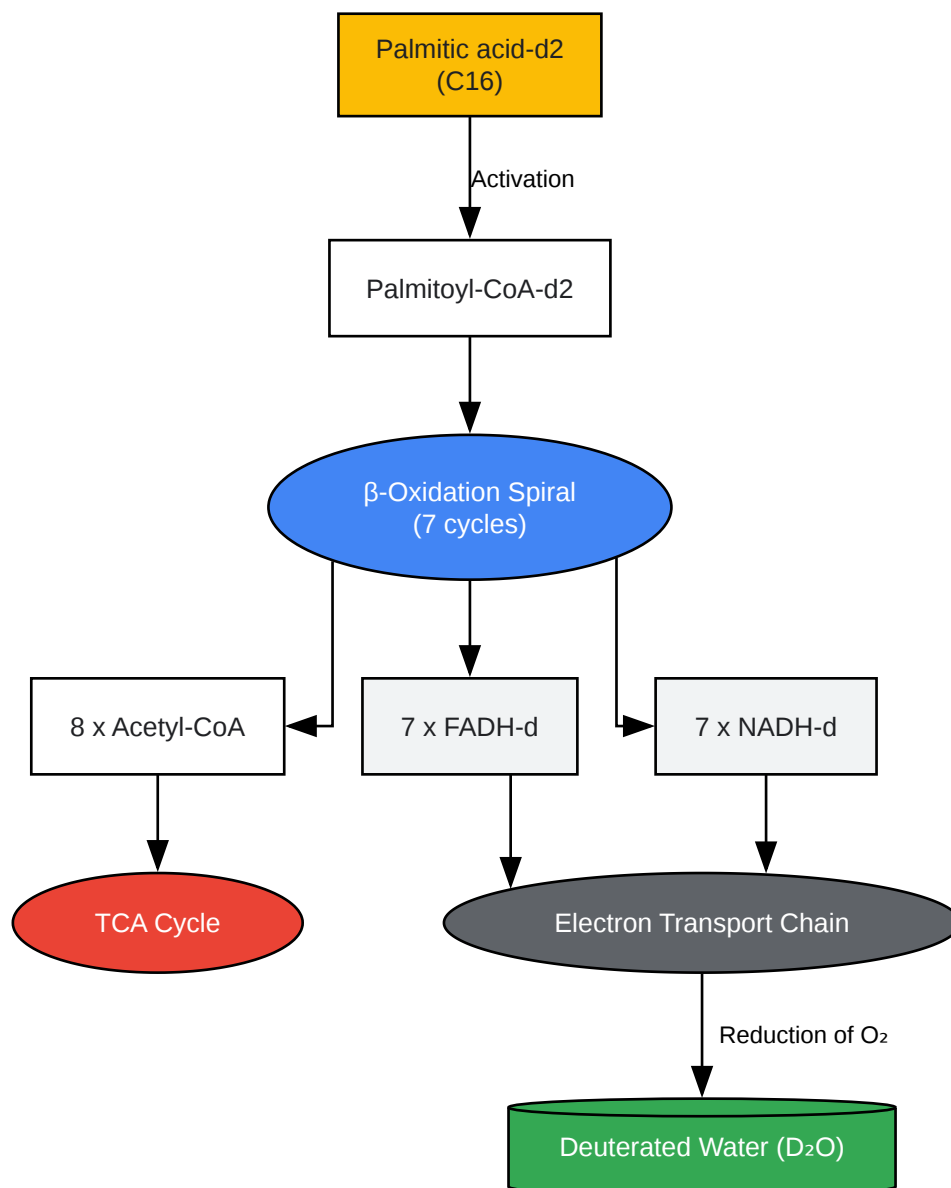 Palmitic acid-d2
(C16)
Activation
Palmitoyl-CoA-d2
β-Oxidation Spiral
(7 cycles)
8 x Acetyl-CoA
7 x FADH-d
7 x NADH-d
TCA Cycle
Electron Transport Chain
Reduction of O₂
Deuterated Water (D₂O)